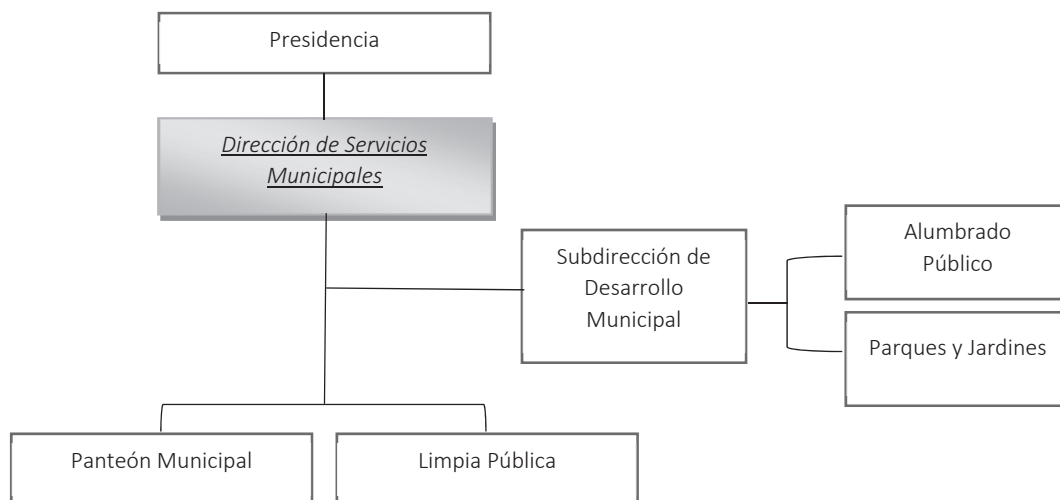 Presidencia
Dirección de Servicios
Municipales
Subdirección de
Desarrollo
Municipal
Alumbrado
Público
Parques y Jardines
Panteón Municipal
Limpia Pública